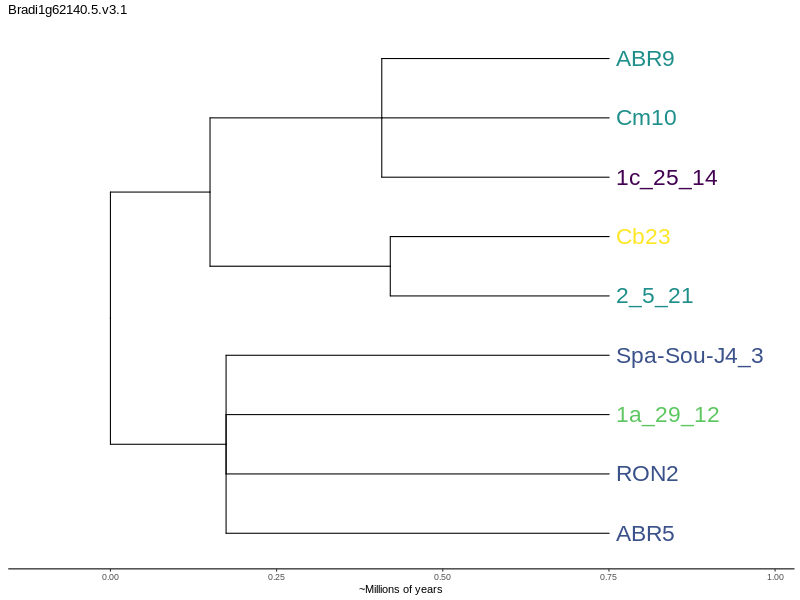 Bradi1g62140.5.v3.1
ABR9
Cm10
1c_25_14
Cb23
2_5_21
Spa-Sou-J4_3
1a_29_12
RON2
ABR5
0.00 0.25 0.50 0.75 1.00
~Millions of years